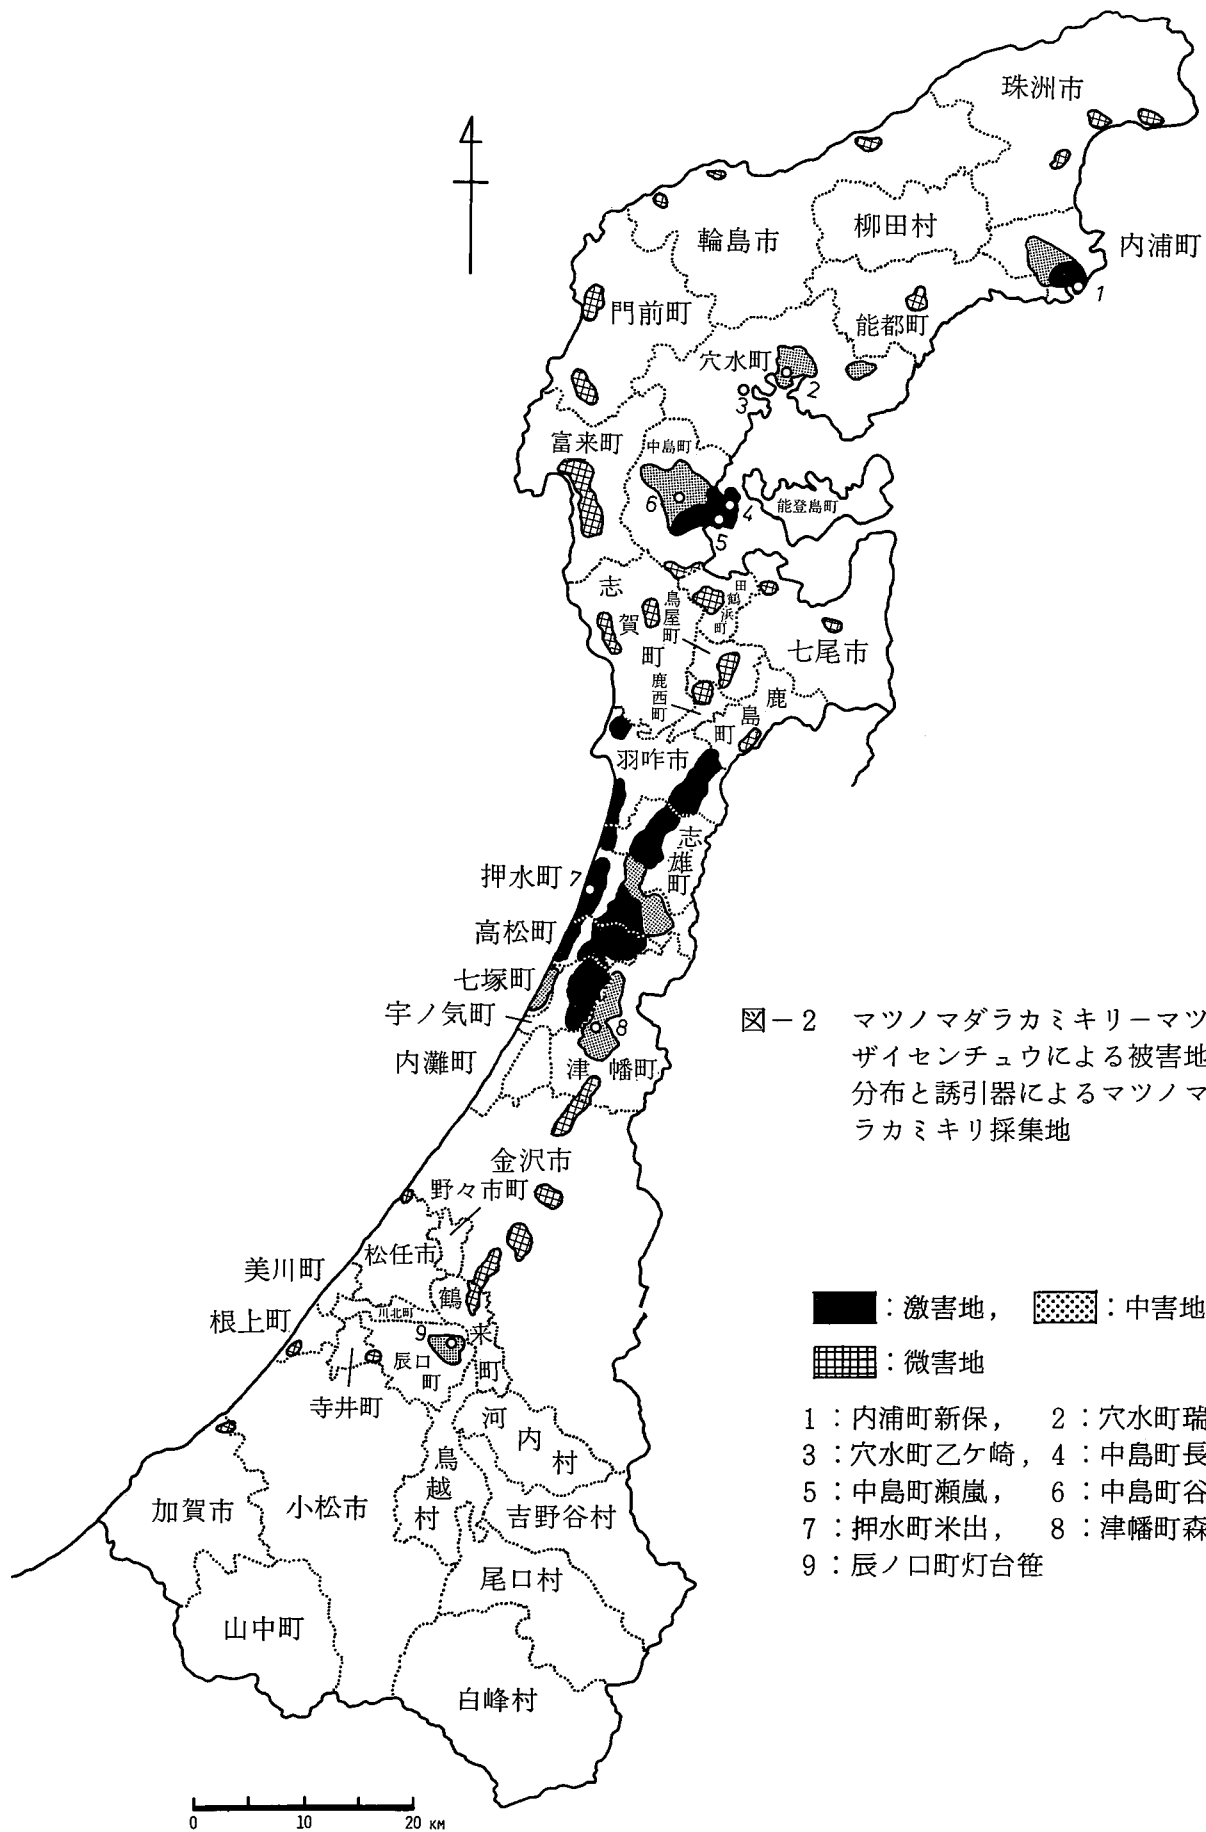 珠洲市
輪島市
柳田村
内浦町
1
門前町
能都町
穴水町
2
3
富来町
中島町
6
4
5
能登島町
志賀町
田鶴浜町
鳥屋町
七尾市
鹿西町
鹿島町
羽咋市
志雄町
押水町 7
高松町
七塚町
宇ノ気町
8
内灘町
津幡町
図−2 マツノマダラカミキリ−マツ
ザイセンチュウによる被害地
分布と誘引器によるマツノマ
ラカミキリ採集地
金沢市
野々市町
松任市
美川町
鶴来町
川北町
根上町
9
辰口町
寺井町
:激害地, :中害地
:微害地
河内村
鳥越村
加賀市
小松市
吉野谷村
尾口村
山中町
白峰村
1:内浦町新保, 2:穴水町瑞
3:穴水町乙ケ崎, 4:中島町長
5:中島町瀬嵐, 6:中島町谷
7:押水町米出, 8:津幡町森
9:辰ノ口町灯台笹
0 10 20 KM